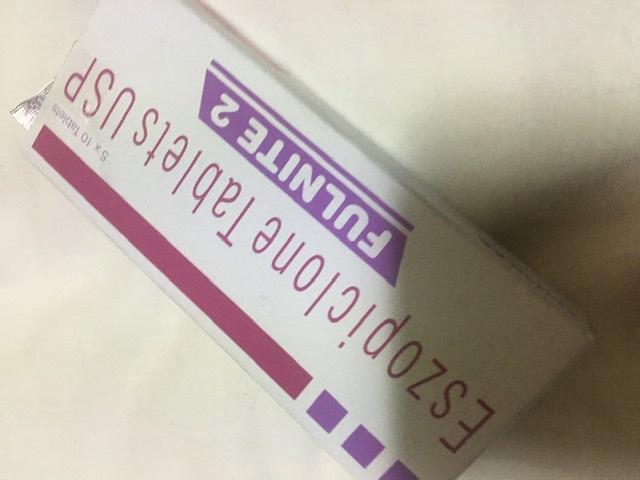 5 x 10 Tablets
Eszopiclone Tablets USP
FULNITE 2